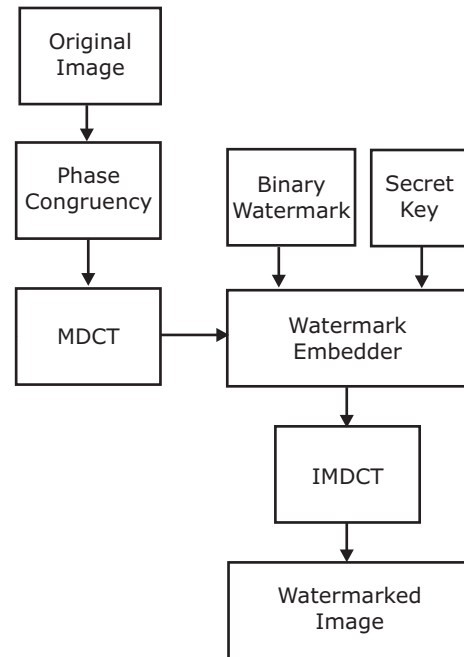 Original
Image
Phase
Congruency
Binary
Watermark
Secret
Key
MDCT
Watermark
Embedder
IMDCT
Watermarked
Image